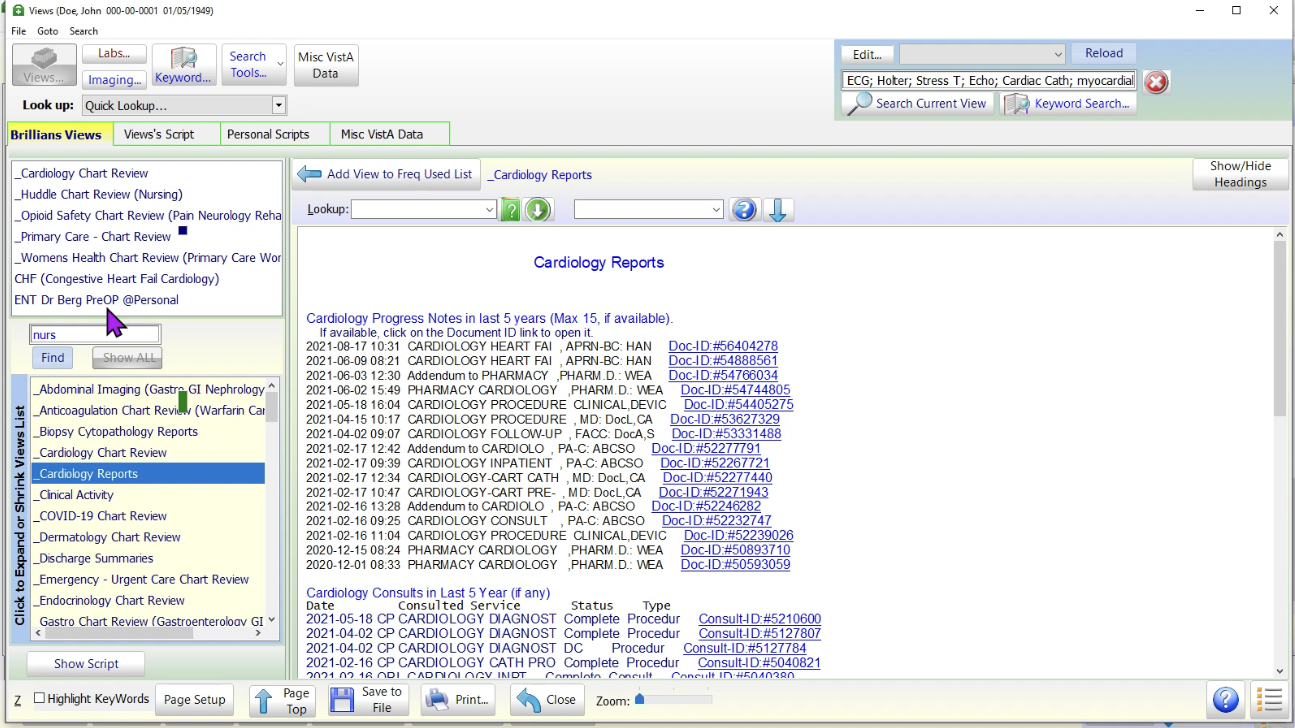 Views (Doe, John 000-00-0001 01/05/1949)
File Goto Search
Views... Labs... Imaging... Keyword... Search Tools... Misc VistA Data
Edit... Reload
ECG; Holter; Stress T; Echo; Cardiac Cath; myocardial
Search Current View Keyword Search...
Look up: Quick Lookup...
Brillians Views Views's Script Personal Scripts Misc VistA Data
_Cardiology Chart Review
_Huddle Chart Review (Nursing)
_Opioid Safety Chart Review (Pain Neurology Reha
_Primary Care - Chart Review
_Womens Health Chart Review (Primary Care Wor
CHF (Congestive Heart Fail Cardiology)
ENT Dr Berg PreOP @Personal
nurs
Find Show ALL
Click to Expand or Shrink Views List
_Abdominal Imaging (Gastro GI Nephrology
_Anticoagulation Chart Review (Warfarin Car
_Biopsy Cytopathology Reports
_Cardiology Chart Review
_Cardiology Reports
_Clinical Activity
_COVID-19 Chart Review
_Dermatology Chart Review
_Discharge Summaries
_Emergency - Urgent Care Chart Review
_Endocrinology Chart Review
_Gastro Chart Review (Gastroenterology GI
Show Script
Add View to Freq Used List _Cardiology Reports
Show/Hide Headings
Lookup:
Cardiology Reports
Cardiology Progress Notes in last 5 years (Max 15, if available).
If available, click on the Document ID link to open it.
2021-08-17 10:31 CARDIOLOGY HEART FAI , APRN-BC: HAN Doc-ID:#56404278
2021-06-09 08:21 CARDIOLOGY HEART FAI , APRN-BC: HAN Doc-ID:#54888561
2021-06-03 12:30 Addendum to PHARMACY ,PHARM.D.: WEA Doc-ID:#54766034
2021-06-02 15:49 PHARMACY CARDIOLOGY ,PHARM.D.: WEA Doc-ID:#54744805
2021-05-18 16:04 CARDIOLOGY PROCEDURE CLINICAL,DEVIC Doc-ID:#54405275
2021-04-15 10:17 CARDIOLOGY PROCEDURE , MD: DocL,CA Doc-ID:#53627329
2021-04-02 09:07 CARDIOLOGY FOLLOW-UP , FACC: DocA,S Doc-ID:#53331488
2021-02-17 12:42 Addendum to CARDIOLO , PA-C: ABCSO Doc-ID:#52277791
2021-02-17 09:39 CARDIOLOGY INPATIENT , PA-C: ABCSO Doc-ID:#52267721
2021-02-17 12:34 CARDIOLOGY-CART CATH , MD: DocL,CA Doc-ID:#52277440
2021-02-17 10:47 CARDIOLOGY-CART PRE- , MD: DocL,CA Doc-ID:#52271943
2021-02-16 13:28 Addendum to CARDIOLO , PA-C: ABCSO Doc-ID:#52246282
2021-02-16 09:25 CARDIOLOGY CONSULT , PA-C: ABCSO Doc-ID:#52232747
2021-02-16 11:04 CARDIOLOGY PROCEDURE CLINICAL,DEVIC Doc-ID:#52239026
2020-12-15 08:24 PHARMACY CARDIOLOGY ,PHARM.D.: WEA Doc-ID:#50893710
2020-12-01 08:33 PHARMACY CARDIOLOGY ,PHARM.D.: WEA Doc-ID:#50593059
Cardiology Consults in Last 5 Year (if any)
Date Consulted Service Status Type
2021-05-18 CP CARDIOLOGY DIAGNOST Complete Procedur Consult-ID:#5210600
2021-04-02 CP CARDIOLOGY DIAGNOST Complete Procedur Consult-ID:#5127807
2021-04-02 CP CARDIOLOGY DIAGNOST DC Procedur Consult-ID:#5127784
2021-02-16 CP CARDIOLOGY CATH PRO Complete Procedur Consult-ID:#5040821
Z Highlight KeyWords Page Setup Page Top Save to File Print... Close Zoom: